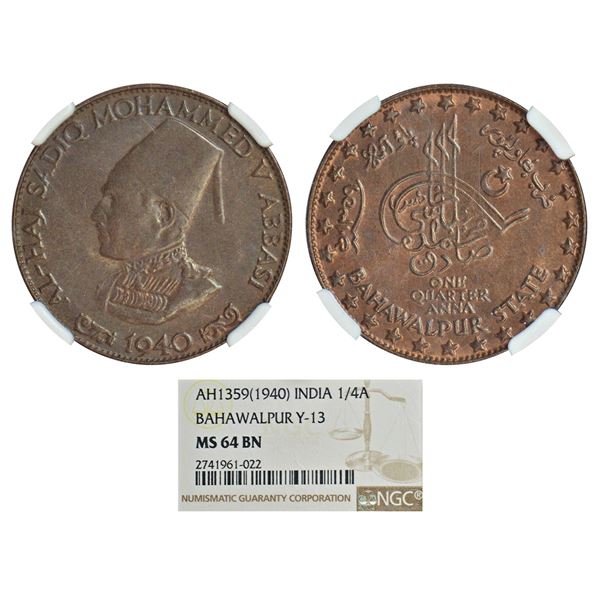 AL-HAJ SADIQ MOHAMMED V ABBASI
1940
ONE
QUARTER
ANNA
BAHAWALPUR STATE
AH1359(1940) INDIA 1/4A
BAHAWALPUR Y-13
MS 64 BN
2741961-022
NUMISMATIC GUARANTY CORPORATION
NGC®